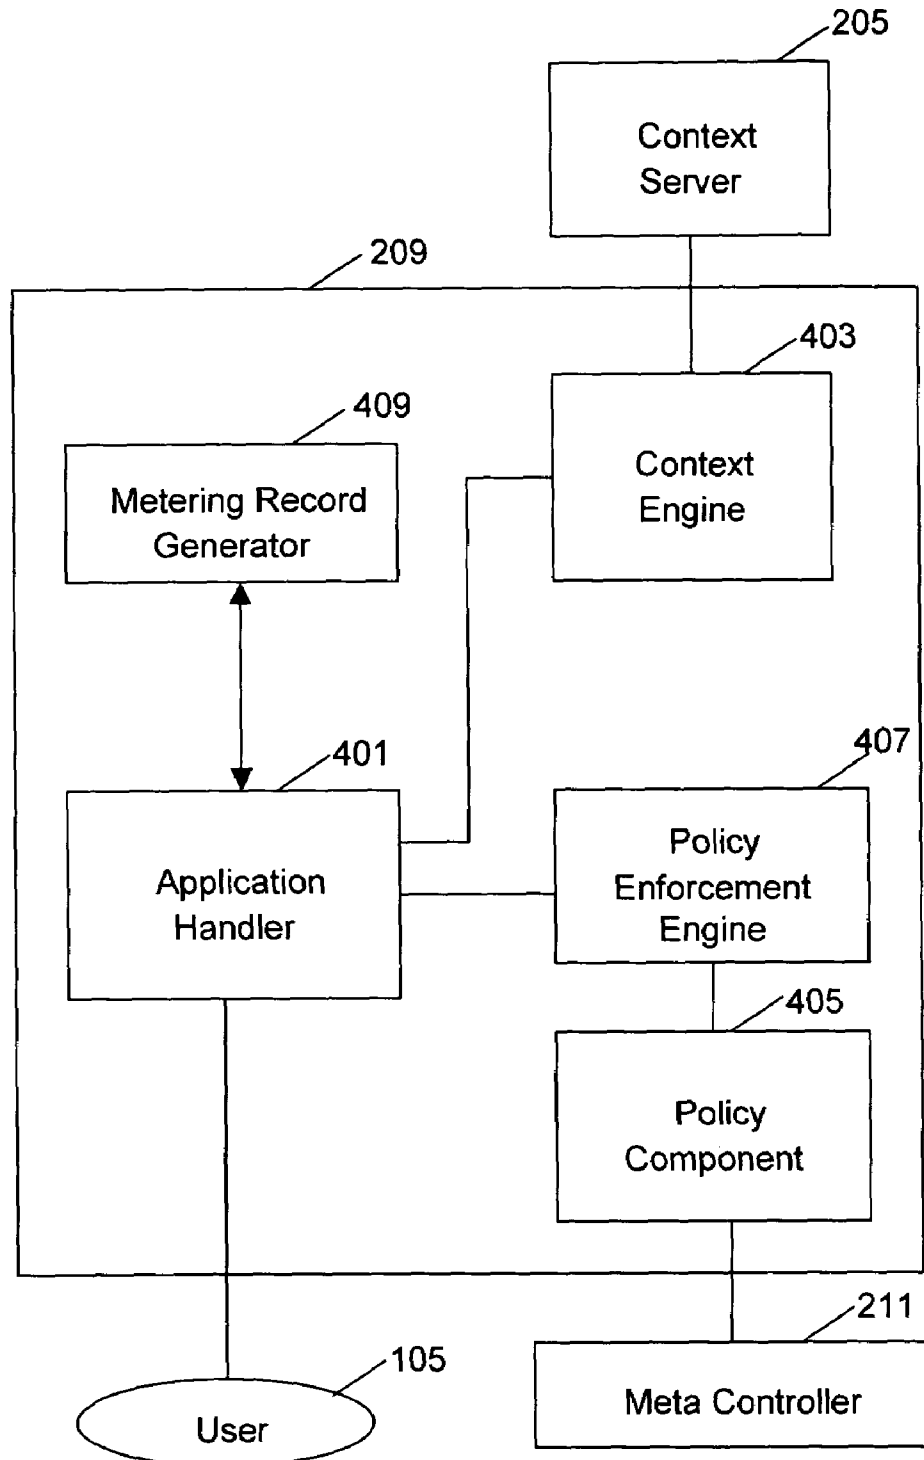 205
Context
Server
209
403
Context
Engine
409
Metering Record
Generator
401
Application
Handler
407
Policy
Enforcement
Engine
405
Policy
Component
211
Meta Controller
105
User